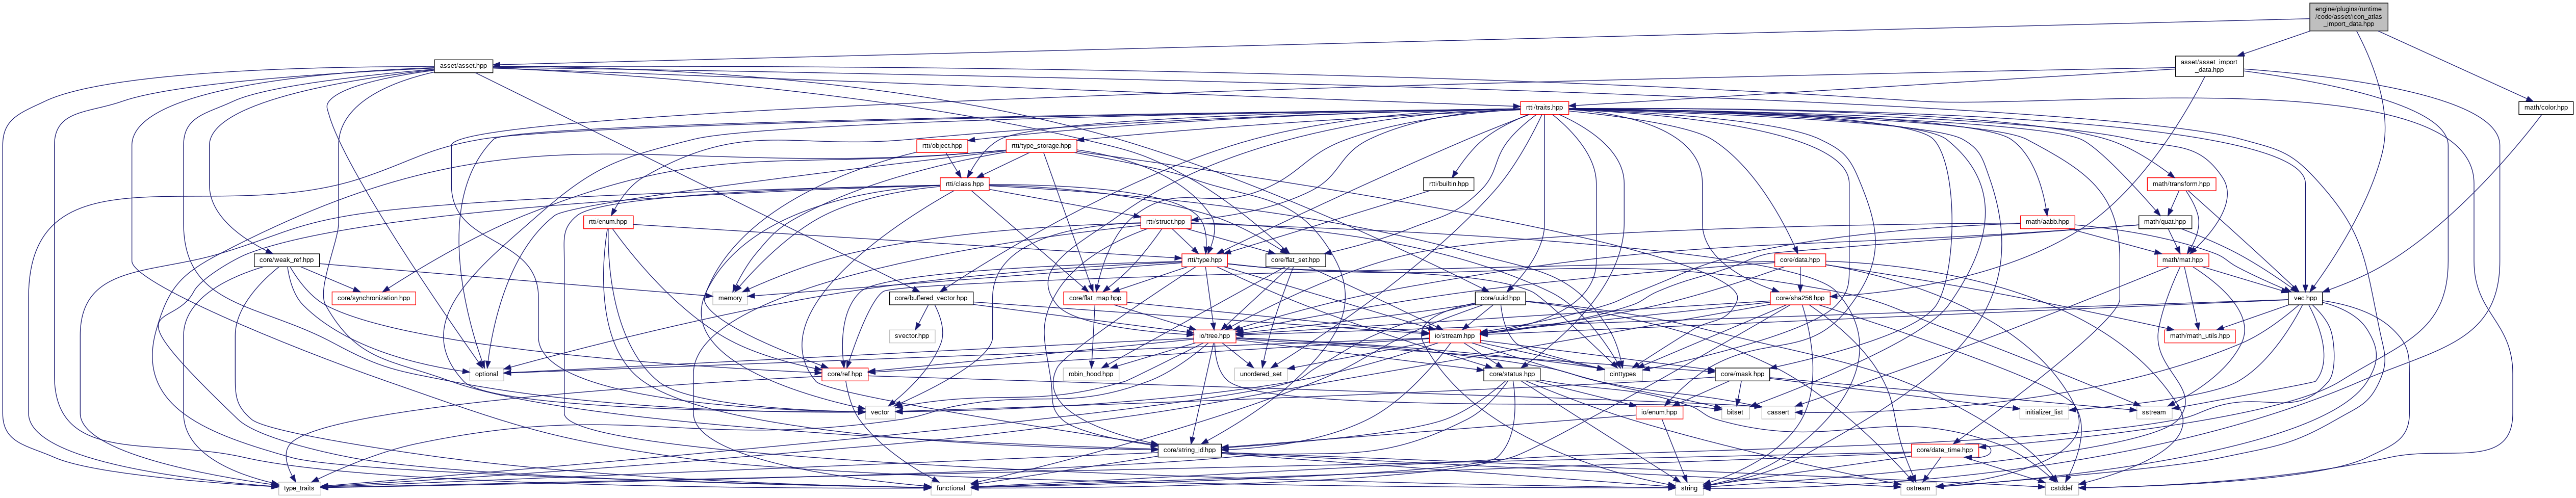 engine/plugins/runtime
/code/asset/icon_atlas
_import_data.hpp
asset/asset.hpp
asset/asset_import
_data.hpp
rtti/traits.hpp
math/color.hpp
rtti/object.hpp
rtti/type_storage.hpp
rtti/class.hpp
rtti/builtin.hpp
math/transform.hpp
rtti/enum.hpp
rtti/struct.hpp
math/aabb.hpp
math/quat.hpp
core/weak_ref.hpp
rtti/type.hpp
core/flat_set.hpp
core/data.hpp
math/mat.hpp
core/synchronization.hpp
memory
core/buffered_vector.hpp
core/flat_map.hpp
core/uuid.hpp
core/sha256.hpp
vec.hpp
svector.hpp
io/tree.hpp
io/stream.hpp
math/math_utils.hpp
optional
core/ref.hpp
robin_hood.hpp
unordered_set
core/status.hpp
cinttypes
core/mask.hpp
vector
io/enum.hpp
bitset
cassert
initializer_list
sstream
core/string_id.hpp
core/date_time.hpp
type_traits
functional
string
ostream
cstddef